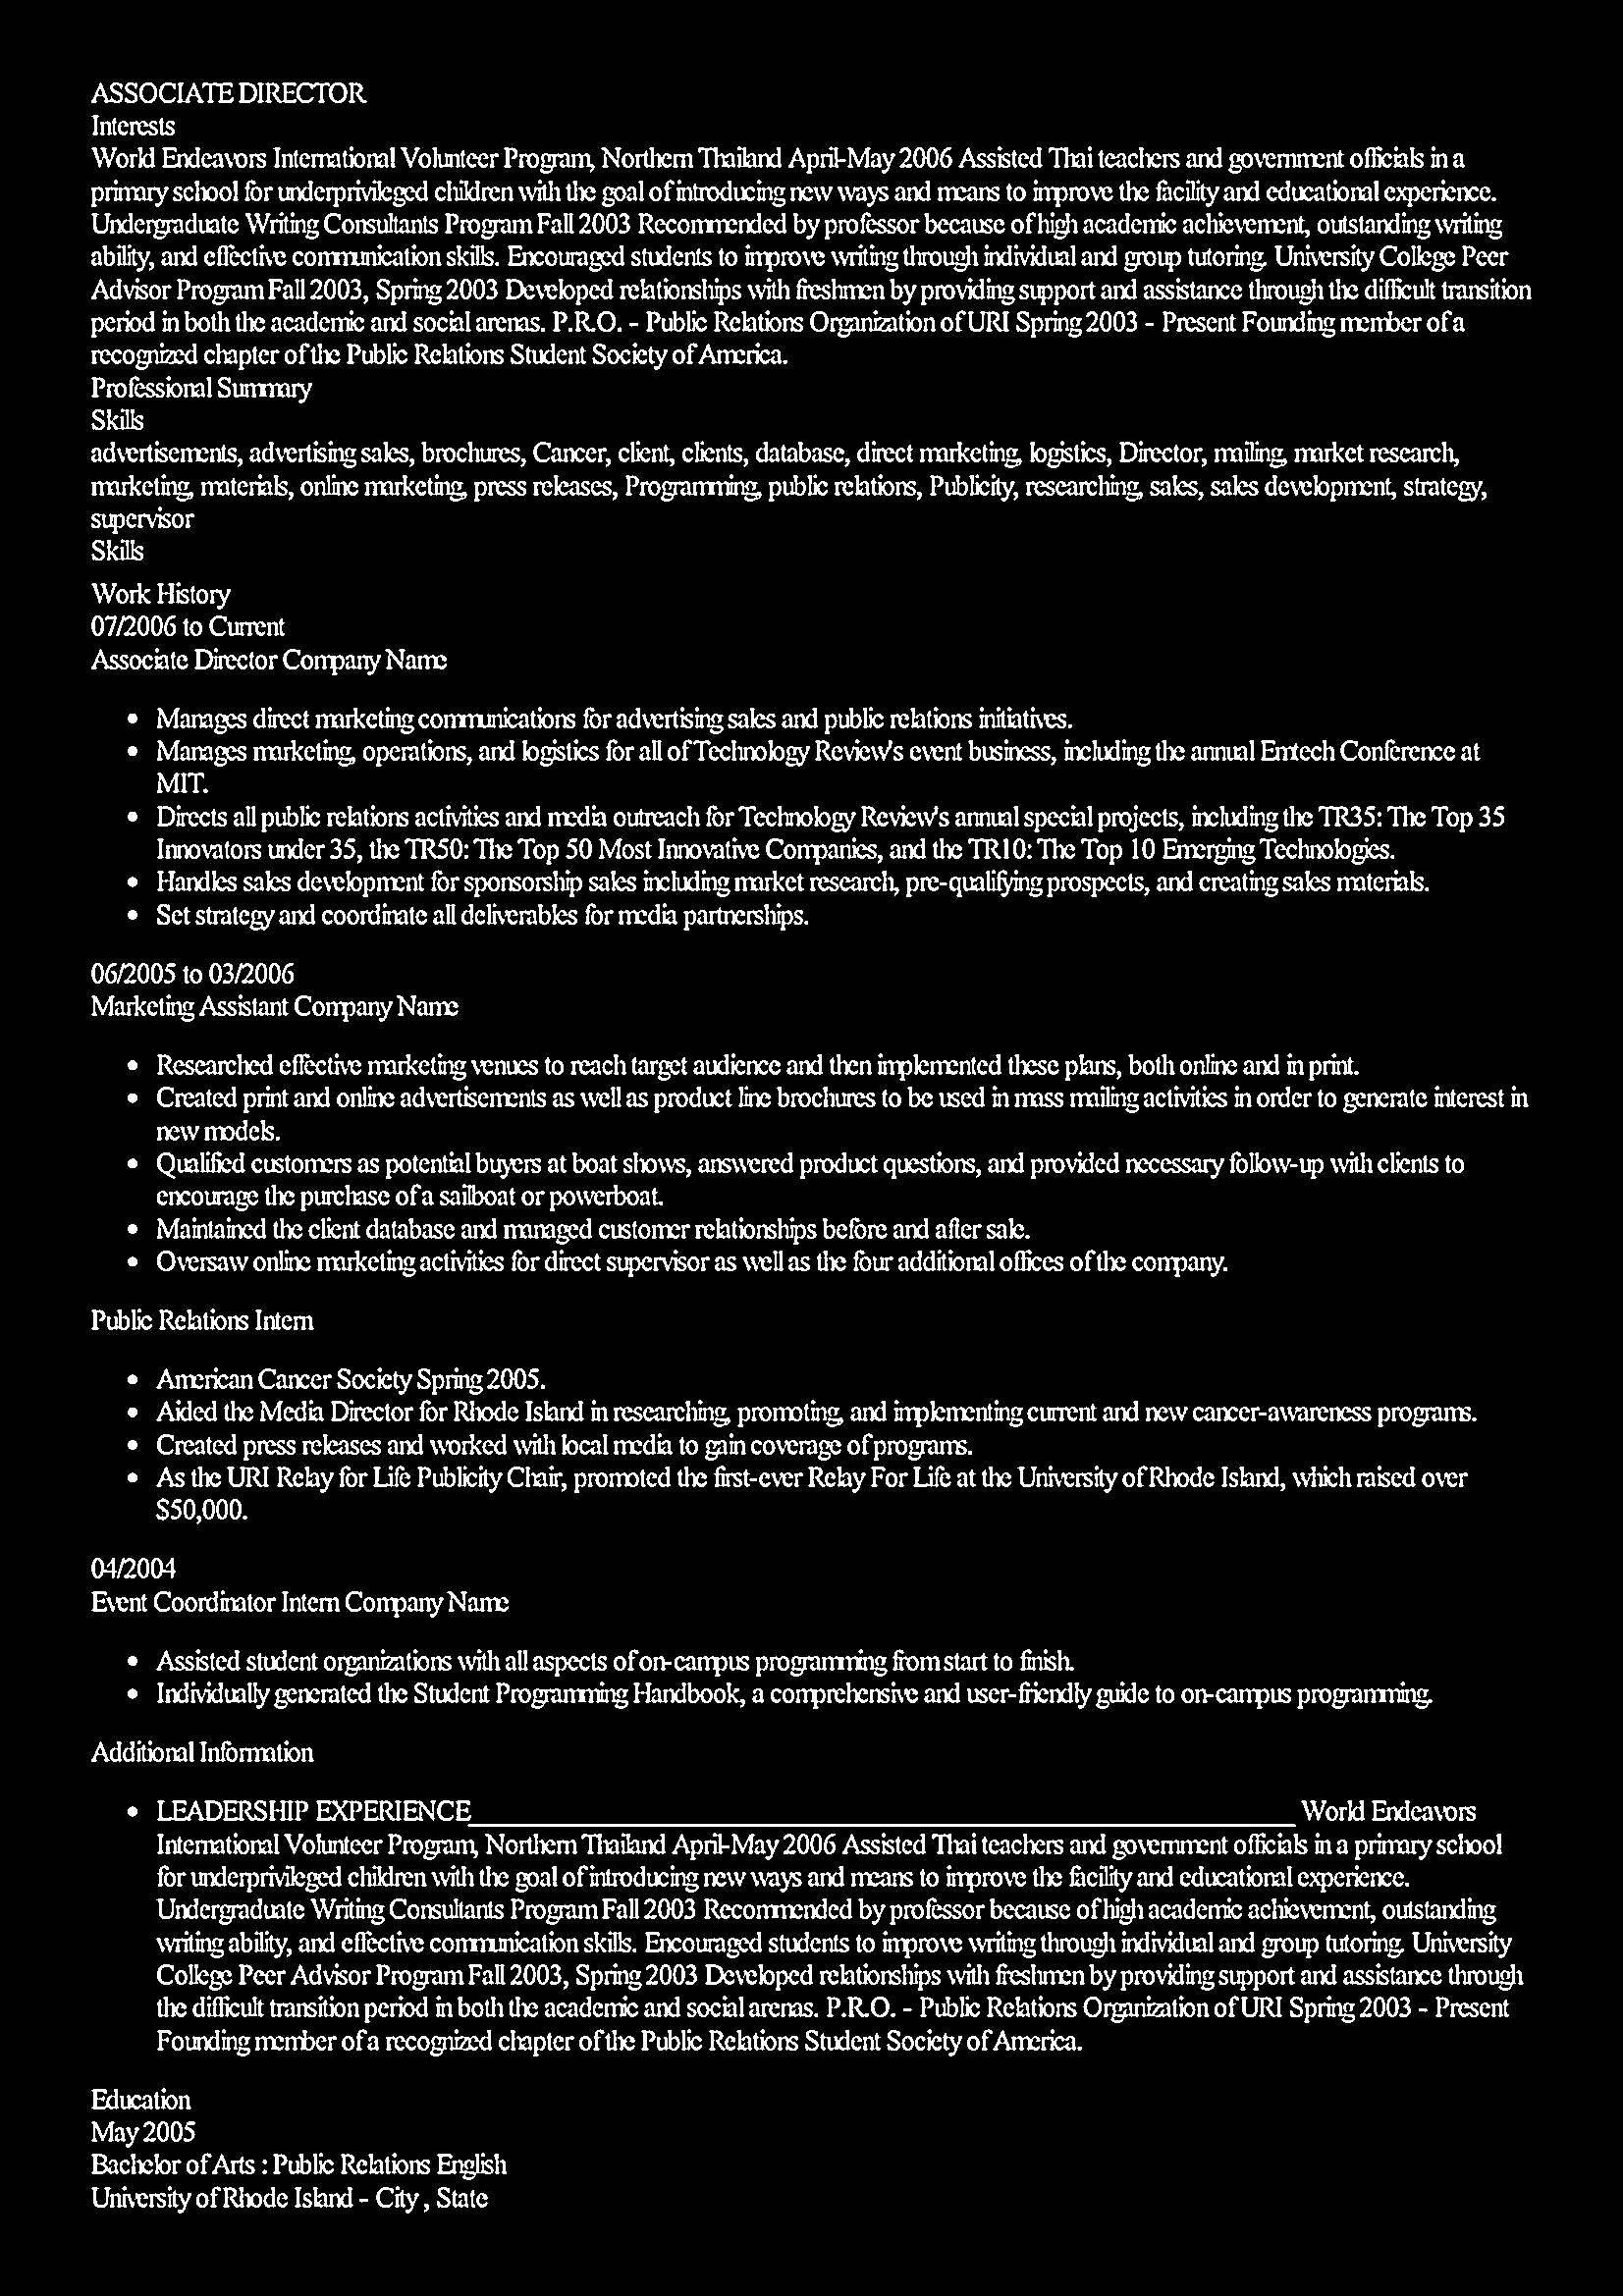 ASSOCIATE DIRECTOR
Interests
World Endeavors International Volunteer Program, Northern Thailand April-May 2006 Assisted Thai teachers and government officials in a
primary school for underprivileged children with the goal of introducing new ways and means to improve the facility and educational experience.
Undergraduate Writing Consultants Program Fall 2003 Recommended by professor because of high academic achievement, outstanding writing
ability, and effective communication skills. Encouraged students to improve writing through individual and group tutoring. University College Peer
Advisor Program Fall 2003, Spring 2003 Developed relationships with freshmen by providing support and assistance through the difficult transition
period in both the academic and social arenas. P.R.O. - Public Relations Organization of URI Spring 2003 - Present Founding member of a
recognized chapter of the Public Relations Student Society of America.
Professional Summary
Skills
advertisements, advertising sales, brochures, Cancer, client, clients, database, direct marketing, logistics, Director, mailing, market research,
marketing, materials, online marketing, press releases, Programming, public relations, Publicity, researching, sales, sales development, strategy,
supervisor
Skills
Work History
07/2006 to Current
Associate Director Company Name
• Manages direct marketing communications for advertising sales and public relations initiatives.
• Manages marketing, operations, and logistics for all of Technology Review's event business, including the annual Emtech Conference at
MIT.
• Directs all public relations activities and media outreach for Technology Review's annual special projects, including the TR35: The Top 35
Innovators under 35, the TR50: The Top 50 Most Innovative Companies, and the TR10: The Top 10 Emerging Technologies.
• Handles sales development for sponsorship sales including market research, pre-qualifying prospects, and creating sales materials.
• Set strategy and coordinate all deliverables for media partnerships.
06/2005 to 03/2006
Marketing Assistant Company Name
• Researched effective marketing venues to reach target audience and then implemented these plans, both online and in print.
• Created print and online advertisements as well as product line brochures to be used in mass mailing activities in order to generate interest in
new models.
• Qualified customers as potential buyers at boat shows, answered product questions, and provided necessary follow-up with clients to
encourage the purchase of a sailboat or powerboat.
• Maintained the client database and managed customer relationships before and after sale.
• Oversaw online marketing activities for direct supervisor as well as the four additional offices of the company.
Public Relations Intern
• American Cancer Society Spring 2005.
• Aided the Media Director for Rhode Island in researching, promoting, and implementing current and new cancer-awareness programs.
• Created press releases and worked with local media to gain coverage of programs.
• As the URI Relay for Life Publicity Chair, promoted the first-ever Relay For Life at the University of Rhode Island, which raised over
$50,000.
04/2004
Event Coordinator Intern Company Name
• Assisted student organizations with all aspects of on-campus programming from start to finish.
• Individually generated the Student Programming Handbook, a comprehensive and user-friendly guide to on-campus programming.
Additional Information
• LEADERSHIP EXPERIENCE____________________________________________________________ World Endeavors
International Volunteer Program, Northern Thailand April-May 2006 Assisted Thai teachers and government officials in a primary school
for underprivileged children with the goal of introducing new ways and means to improve the facility and educational experience.
Undergraduate Writing Consultants Program Fall 2003 Recommended by professor because of high academic achievement, outstanding
writing ability, and effective communication skills. Encouraged students to improve writing through individual and group tutoring. University
College Peer Advisor Program Fall 2003, Spring 2003 Developed relationships with freshmen by providing support and assistance through
the difficult transition period in both the academic and social arenas. P.R.O. - Public Relations Organization of URI Spring 2003 - Present
Founding member of a recognized chapter of the Public Relations Student Society of America.
Education
May 2005
Bachelor of Arts : Public Relations English
University of Rhode Island - City , State